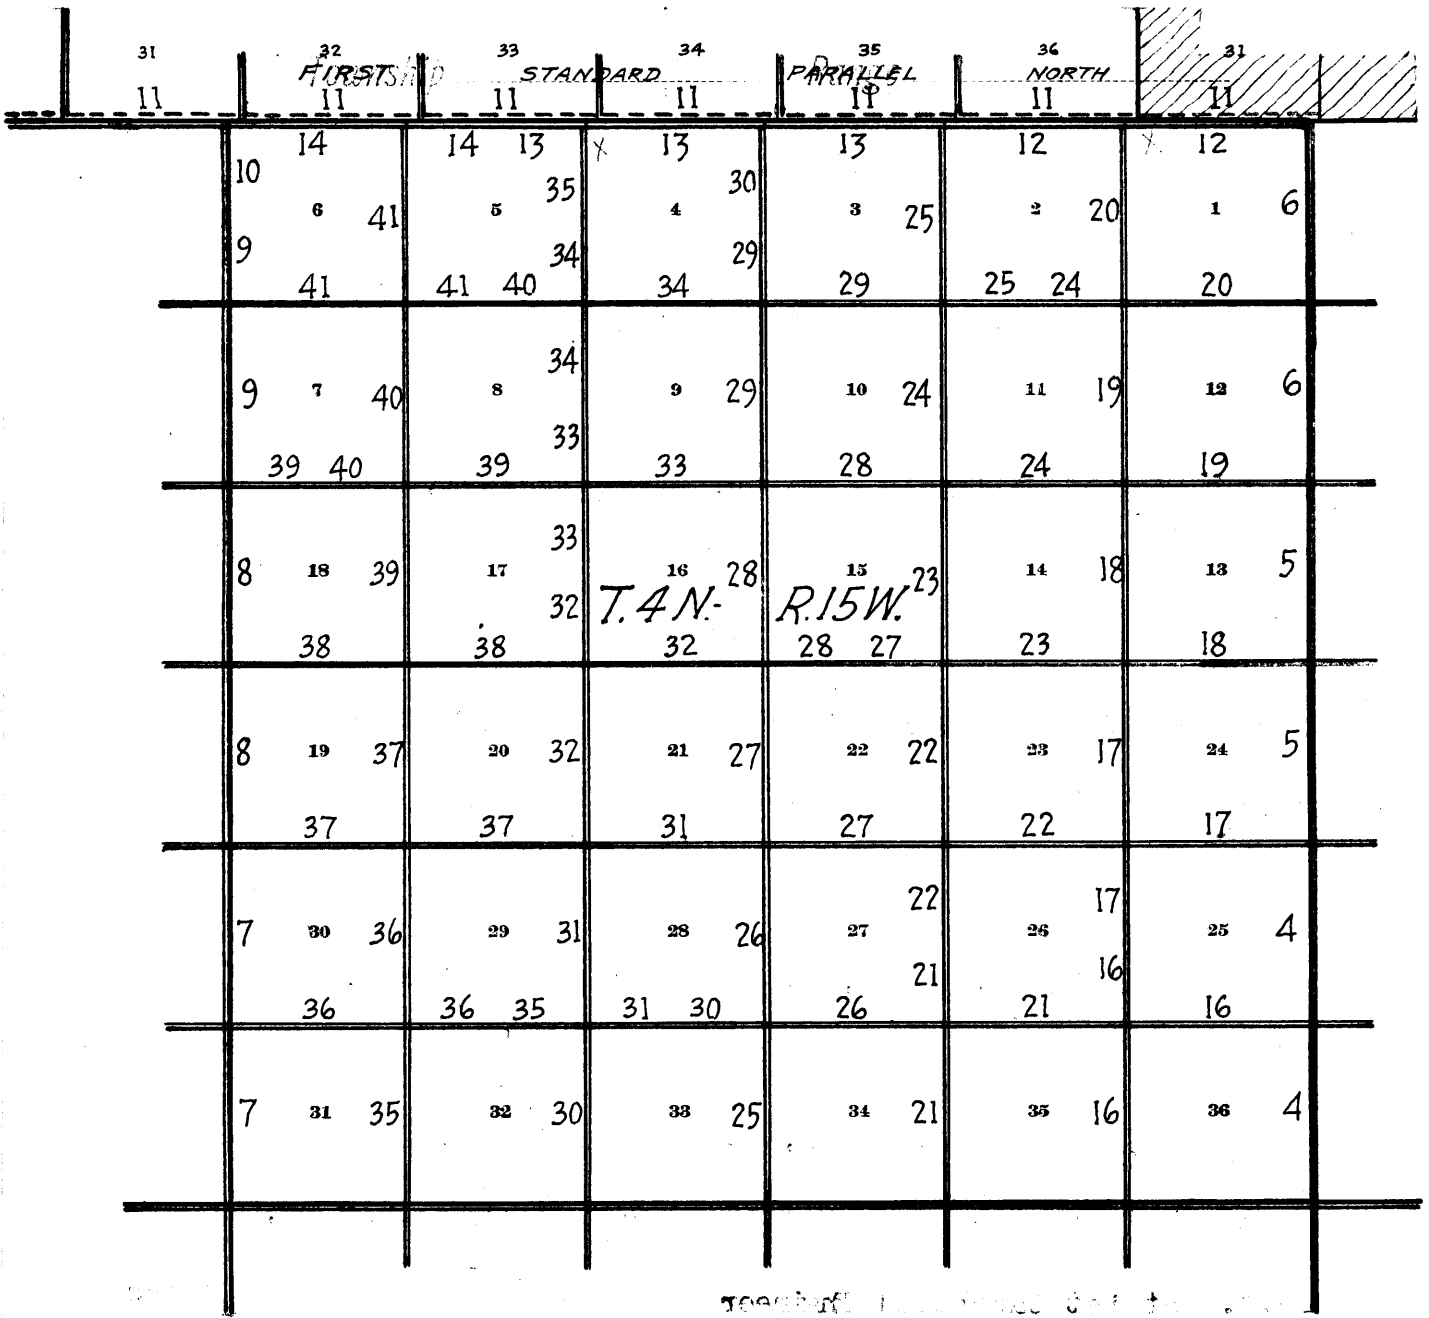 31 32 33 34 35 36 31
FIRST STANDARD PARALLEL NORTH
Township Range
11 11 11 11 11 11 11
14 14 13 X 13 13 12 X 12
10 35 30
6 41 5 4 3 25 2 20 1 6
9 34 29
41 41 40 34 29 25 24 20
34
9 7 40 8 9 29 10 24 11 19 12 6
33
39 40 39 33 28 24 19
33
8 18 39 17 16 28 15 23 14 18 13 5
32 T.4N.- R.15W.
38 38 32 28 27 23 18
8 19 37 20 32 21 27 22 22 23 17 24 5
37 37 31 27 22 17
22 17
7 30 36 29 31 28 26 27 26 25 4
21 16
36 36 35 31 30 26 21 16
7 31 35 32 30 33 25 34 21 35 16 36 4
Engineer